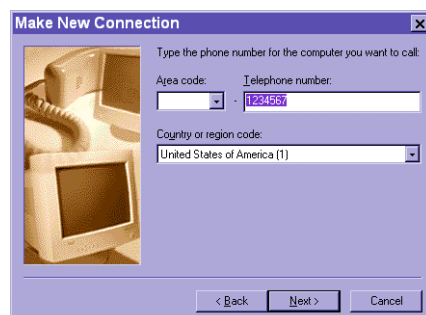 Make New Connection
Type the phone number for the computer you want to call:
Area code: Telephone number:
- 1234567
Country or region code:
United States of America (1)
< Back Next > Cancel